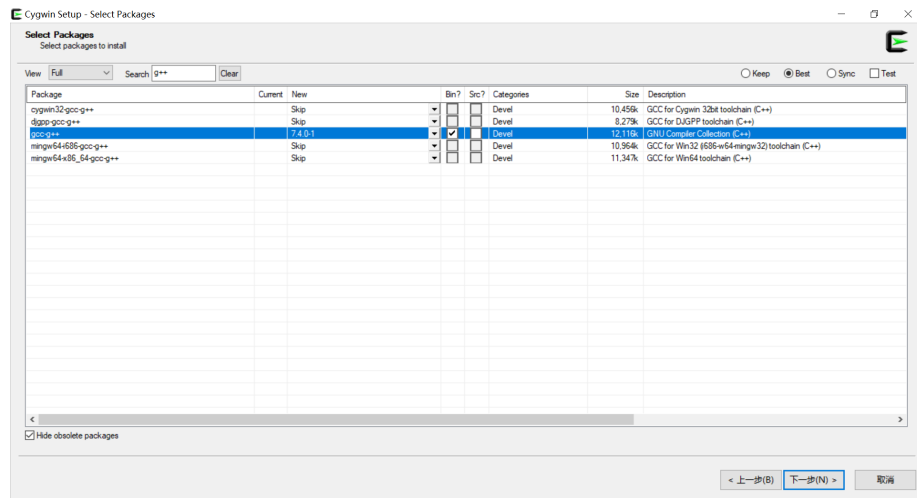 Cygwin Setup - Select Packages
Select Packages
Select packages to install
View Full Search g++ Clear Keep Best Sync Test
Package Current New Bin? Src? Categories Size Description
cygwin32-gcc-g++ Skip Devel 10,456k GCC for Cygwin 32bit toolchain (C++)
djgpp-gcc-g++ Skip Devel 8,279k GCC for DJGPP toolchain (C++)
gcc-g++ 7.4.0-1 Devel 12,116k GNU Compiler Collection (C++)
mingw64-i686-gcc-g++ Skip Devel 10,964k GCC for Win32 (i686-w64-mingw32) toolchain (C++)
mingw64-x86_64-gcc-g++ Skip Devel 11,347k GCC for Win64 toolchain (C++)
Hide obsolete packages
< 上一步(B) 下一步(N) > 取消